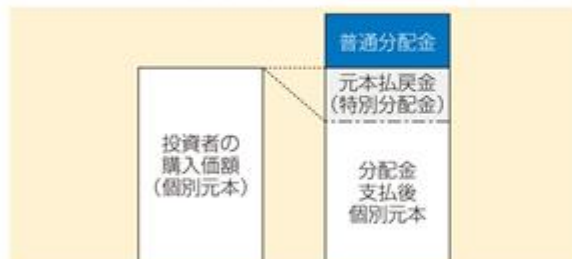 普通分配金
元本払戻金
(特別分配金)
投資者の
購入価額
(個別元本)
分配金
支払後
個別元本